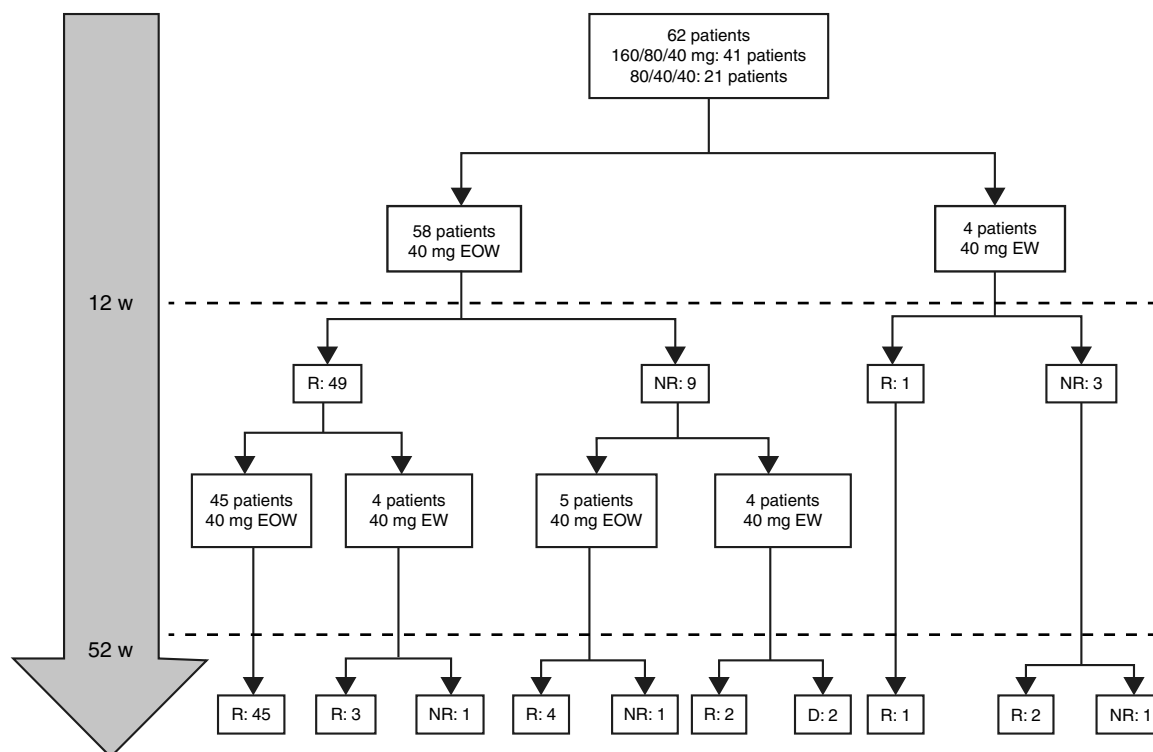 62 patients
160/80/40 mg: 41 patients
80/40/40: 21 patients
58 patients
40 mg EOW
4 patients
40 mg EW
12 w
R: 49
NR: 9
R: 1
NR: 3
45 patients
40 mg EOW
4 patients
40 mg EW
5 patients
40 mg EOW
4 patients
40 mg EW
52 w
R: 45
R: 3
NR: 1
R: 4
NR: 1
R: 2
D: 2
R: 1
R: 2
NR: 1